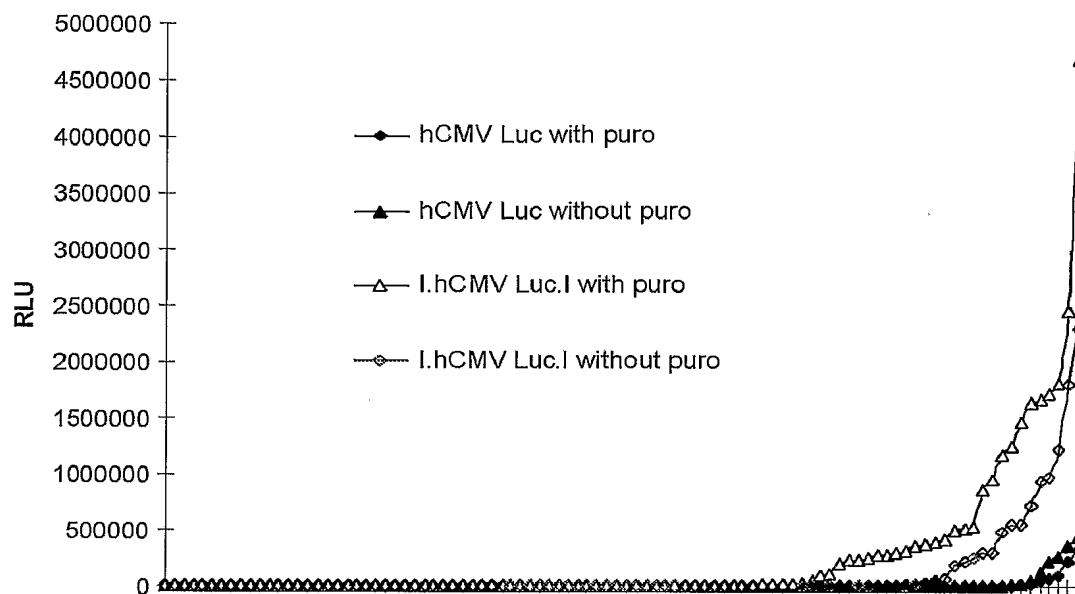 5000000
4500000
4000000
3500000
3000000
2500000
2000000
1500000
1000000
500000
0
RLU
hCMV Luc with puro
hCMV Luc without puro
I.hCMV Luc.I with puro
I.hCMV Luc.I without puro